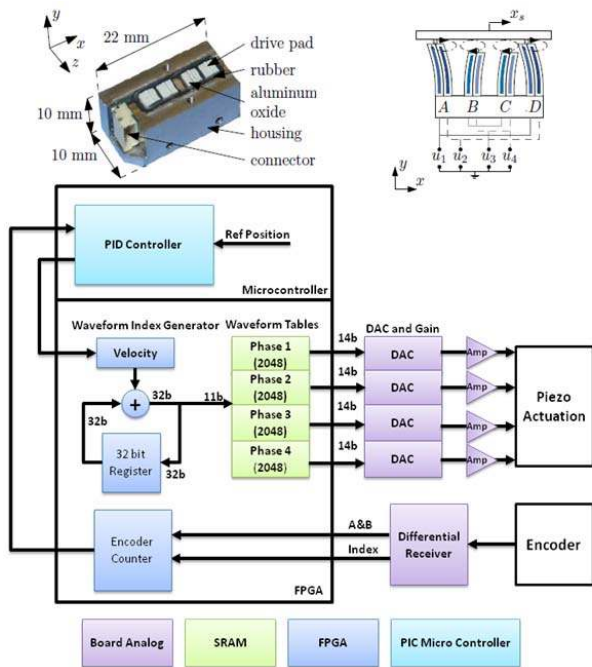 y
x
z
22 mm
10 mm
10 mm
drive pad
rubber
aluminum
oxide
housing
connector
x_s
A B C D
u_1 u_2 u_3 u_4
y
x
PID Controller
Ref Position
Microcontroller
Waveform Index Generator
Waveform Tables
DAC and Gain
Velocity
+
32b
32b
32b
11b
32 bit
Register
Phase 1
(2048)
Phase 2
(2048)
Phase 3
(2048)
Phase 4
(2048)
14b
14b
14b
14b
DAC
DAC
DAC
DAC
Amp
Amp
Amp
Amp
Piezo
Actuation
Encoder
Counter
A&B
Index
Differential
Receiver
Encoder
FPGA
Board Analog
SRAM
FPGA
PIC Micro Controller